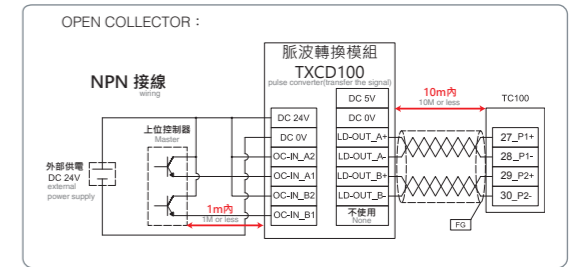 OPEN COLLECTOR：
NPN 接線
wiring
脈波轉換模組
TXCD100
pulse converter(transfer the signal)
上位控制器
Master
外部供電
DC 24V
external
power supply
1m內
1M or less
DC 24V
DC 0V
OC-IN_A2
OC-IN_A1
OC-IN_B2
OC-IN_B1
DC 5V
DC 0V
LD-OUT_A+
LD-OUT_A-
LD-OUT_B+
LD-OUT_B-
不使用
None
10m內
10M or less
TC100
27_P1+
28_P1-
29_P2+
30_P2-
FG